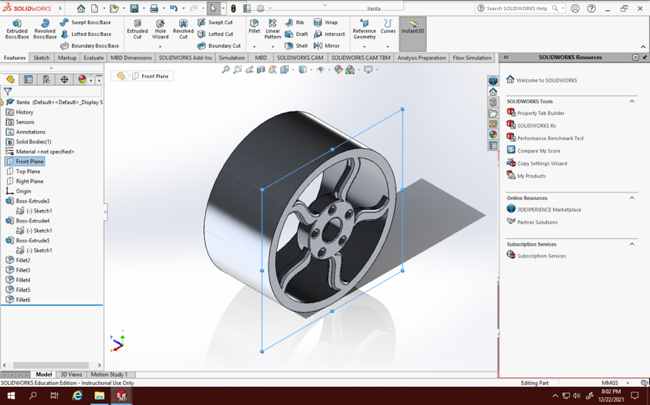 SOLIDWORKS
llanta
Search SOLIDWORKS Help
Extruded Boss/Base
Revolved Boss/Base
Swept Boss/Base
Lofted Boss/Base
Boundary Boss/Base
Extruded Cut
Hole Wizard
Revolved Cut
Swept Cut
Lofted Cut
Boundary Cut
Fillet
Linear Pattern
Rib
Draft
Shell
Wrap
Intersect
Mirror
Reference Geometry
Curves
Instant3D
Features
Sketch
Markup
Evaluate
MBD Dimensions
SOLIDWORKS Add-Ins
Simulation
MBD
SOLIDWORKS CAM
SOLIDWORKS CAM TBM
Analysis Preparation
Flow Simulation
SOLIDWORKS Resources
Front Plane
llanta (Default<<Default>_Display S
History
Sensors
Annotations
Solid Bodies(1)
Material <not specified>
Front Plane
Top Plane
Right Plane
Origin
Boss-Extrude3
(-) Sketch1
Boss-Extrude4
(-) Sketch1
Boss-Extrude5
(-) Sketch1
Fillet2
Fillet3
Fillet4
Fillet5
Fillet6
Welcome to SOLIDWORKS
SOLIDWORKS Tools
Property Tab Builder
SOLIDWORKS Rx
Performance Benchmark Test
Compare My Score
Copy Settings Wizard
My Products
Online Resources
3DEXPERIENCE Marketplace
Partner Solutions
Subscription Services
Subscription Services
Model
3D Views
Motion Study 1
SOLIDWORKS Education Edition - Instructional Use Only
Editing Part
MMGS
8:02 PM
12/22/2021